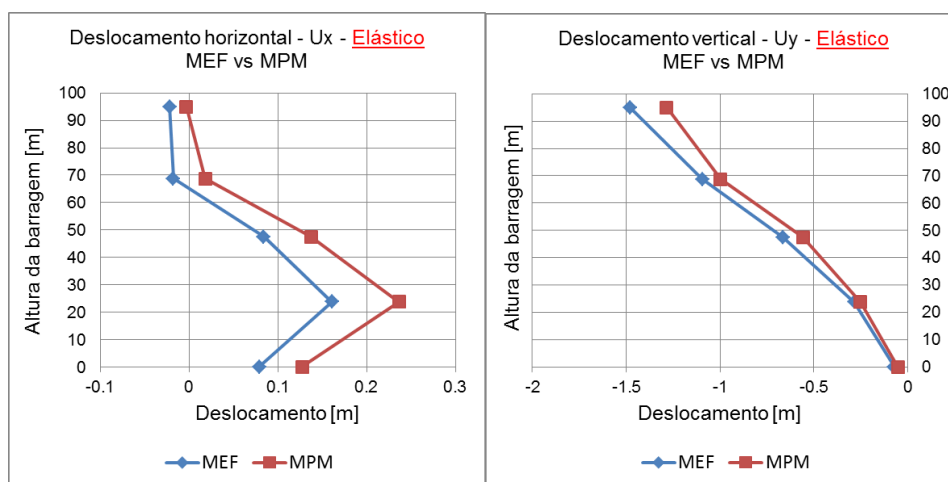 Deslocamento horizontal - Ux - Elástico
MEF vs MPM
Altura da barragem [m]
100
90
80
70
60
50
40
30
20
10
0
-0.1
0
0.1
0.2
0.3
Deslocamento [m]
MEF
MPM
Deslocamento vertical - Uy - Elástico
MEF vs MPM
Altura da barragem [m]
100
90
80
70
60
50
40
30
20
10
0
-2
-1.5
-1
-0.5
0
Deslocamento [m]
MEF
MPM